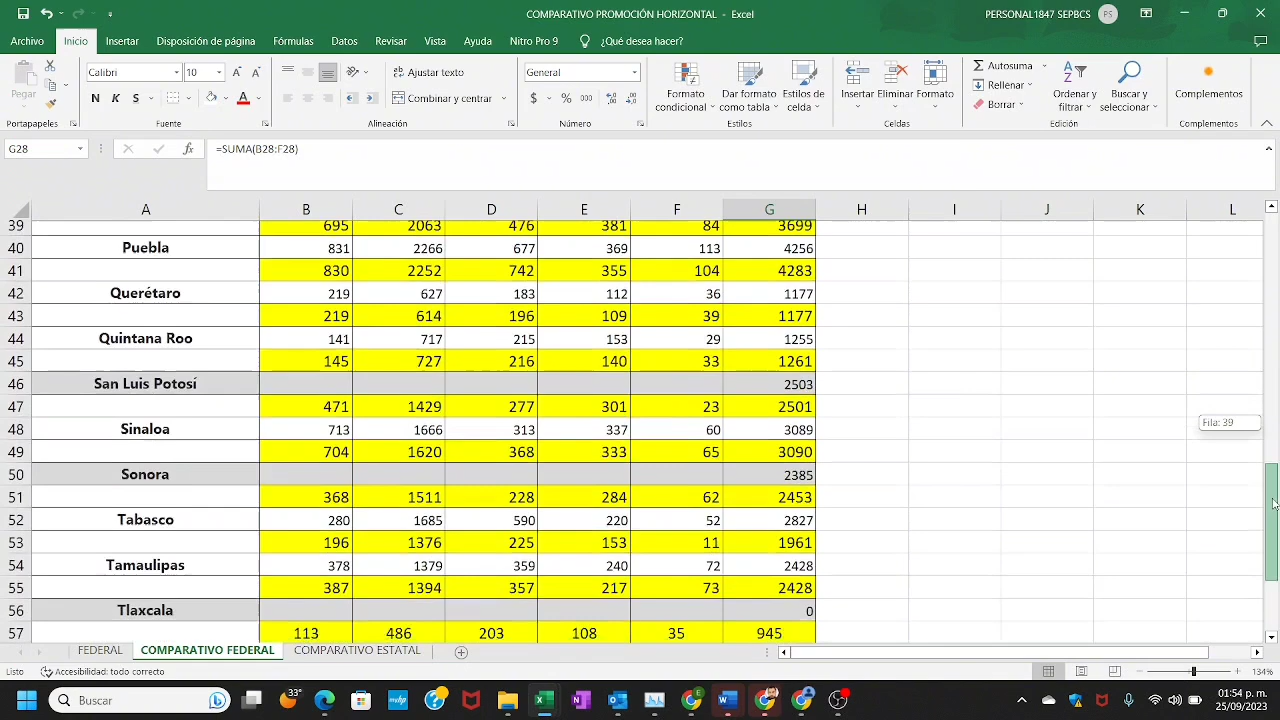 COMPARATIVO PROMOCIÓN HORIZONTAL - Excel PERSONAL1847 SEPBCS PS
Archivo Inicio Insertar Disposición de página Fórmulas Datos Revisar Vista Ayuda Nitro Pro 9 ¿Qué desea hacer?
Pegar Calibri 10 Ajustar texto General Autosuma
N K S Combinar y centrar $ % 000 Rellenar
Formato condicional Dar formato como tabla Estilos de celda Insertar Eliminar Formato Borrar Ordenar y filtrar Buscar y seleccionar Complementos
Portapapeles Fuente Alineación Número Estilos Celdas Edición Complementos
G28 fx =SUMA(B28:F28)
A B C D E F G H I J K L
39 695 2063 476 381 84 3699
40 Puebla 831 2266 677 369 113 4256
41 830 2252 742 355 104 4283
42 Querétaro 219 627 183 112 36 1177
43 219 614 196 109 39 1177
44 Quintana Roo 141 717 215 153 29 1255
45 145 727 216 140 33 1261
46 San Luis Potosí 2503
47 471 1429 277 301 23 2501
48 Sinaloa 713 1666 313 337 60 3089
Fila: 39
49 704 1620 368 333 65 3090
50 Sonora 2385
51 368 1511 228 284 62 2453
52 Tabasco 280 1685 590 220 52 2827
53 196 1376 225 153 11 1961
54 Tamaulipas 378 1379 359 240 72 2428
55 387 1394 357 217 73 2428
56 Tlaxcala 0
57 113 486 203 108 35 945
FEDERAL COMPARATIVO FEDERAL COMPARATIVO ESTATAL
Listo Accesibilidad: todo correcto 134%
Buscar 33° 01:54 p. m.
25/09/2023